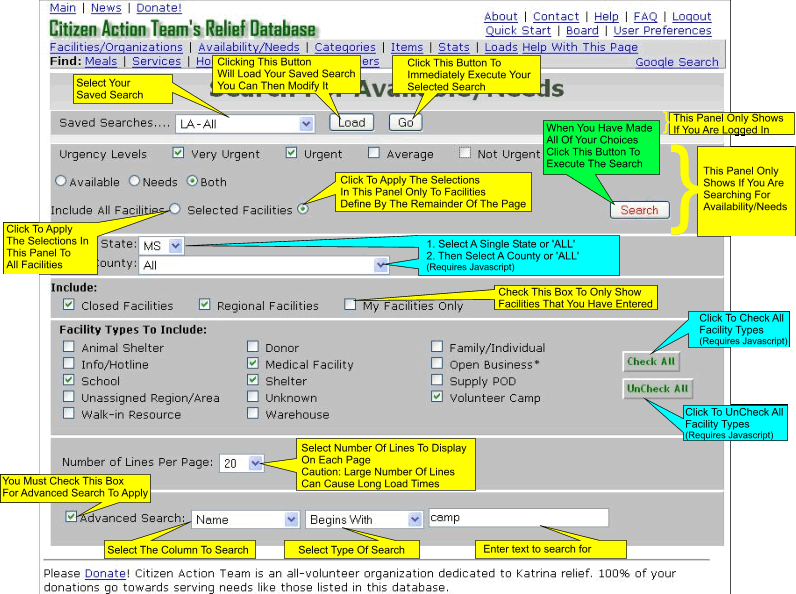 Main | News | Donate!
Citizen Action Team's Relief Database
About | Contact | Help | FAQ | Logout
Quick Start | Board | User Preferences
Facilities/Organizations | Availability/Needs | Categories | Items | Stats | Loads Help With This Page
Find: Meals | Services |
Google Search
Clicking This Button
Will Load Your Saved Search
You Can Then Modify It
Click This Button To
Immediately Execute Your
Selected Search
Select Your
Saved Search
Saved Searches.... LA-All Load Go
This Panel Only Shows
If You Are Logged In
Urgency Levels Very Urgent Urgent Average Not Urgent
When You Have Made
All Of Your Choices
Click This Button To
Execute The Search
Available Needs Both
Click To Apply The Selections
In This Panel Only To Facilities
Define By The Remainder Of The Page
This Panel Only
Shows If You Are
Searching For
Availability/Needs
Include All Facilities Selected Facilities
Search
Click To Apply
The Selections In
This Panel To
All Facilities
State: MS
County: All
1. Select A Single State or 'ALL'
2. Then Select A County or 'ALL'
(Requires Javascript)
Include:
Closed Facilities Regional Facilities My Facilities Only
Check This Box To Only Show
Facilities That You Have Entered
Facility Types To Include:
Animal Shelter Donor Family/Individual
Info/Hotline Medical Facility Open Business*
School Shelter Supply POD
Unassigned Region/Area Unknown Volunteer Camp
Walk-in Resource Warehouse
Click To Check All
Facility Types
(Requires Javascript)
Check All
UnCheck All
Click To UnCheck All
Facility Types
(Requires Javascript)
Number of Lines Per Page: 20
Select Number Of Lines To Display
On Each Page
Caution: Large Number Of Lines
Can Cause Long Load Times
You Must Check This Box
For Advanced Search To Apply
Advanced Search: Name Begins With camp
Select The Column To Search
Select Type Of Search
Enter text to search for
Please Donate! Citizen Action Team is an all-volunteer organization dedicated to Katrina relief. 100% of your
donations go towards serving needs like those listed in this database.